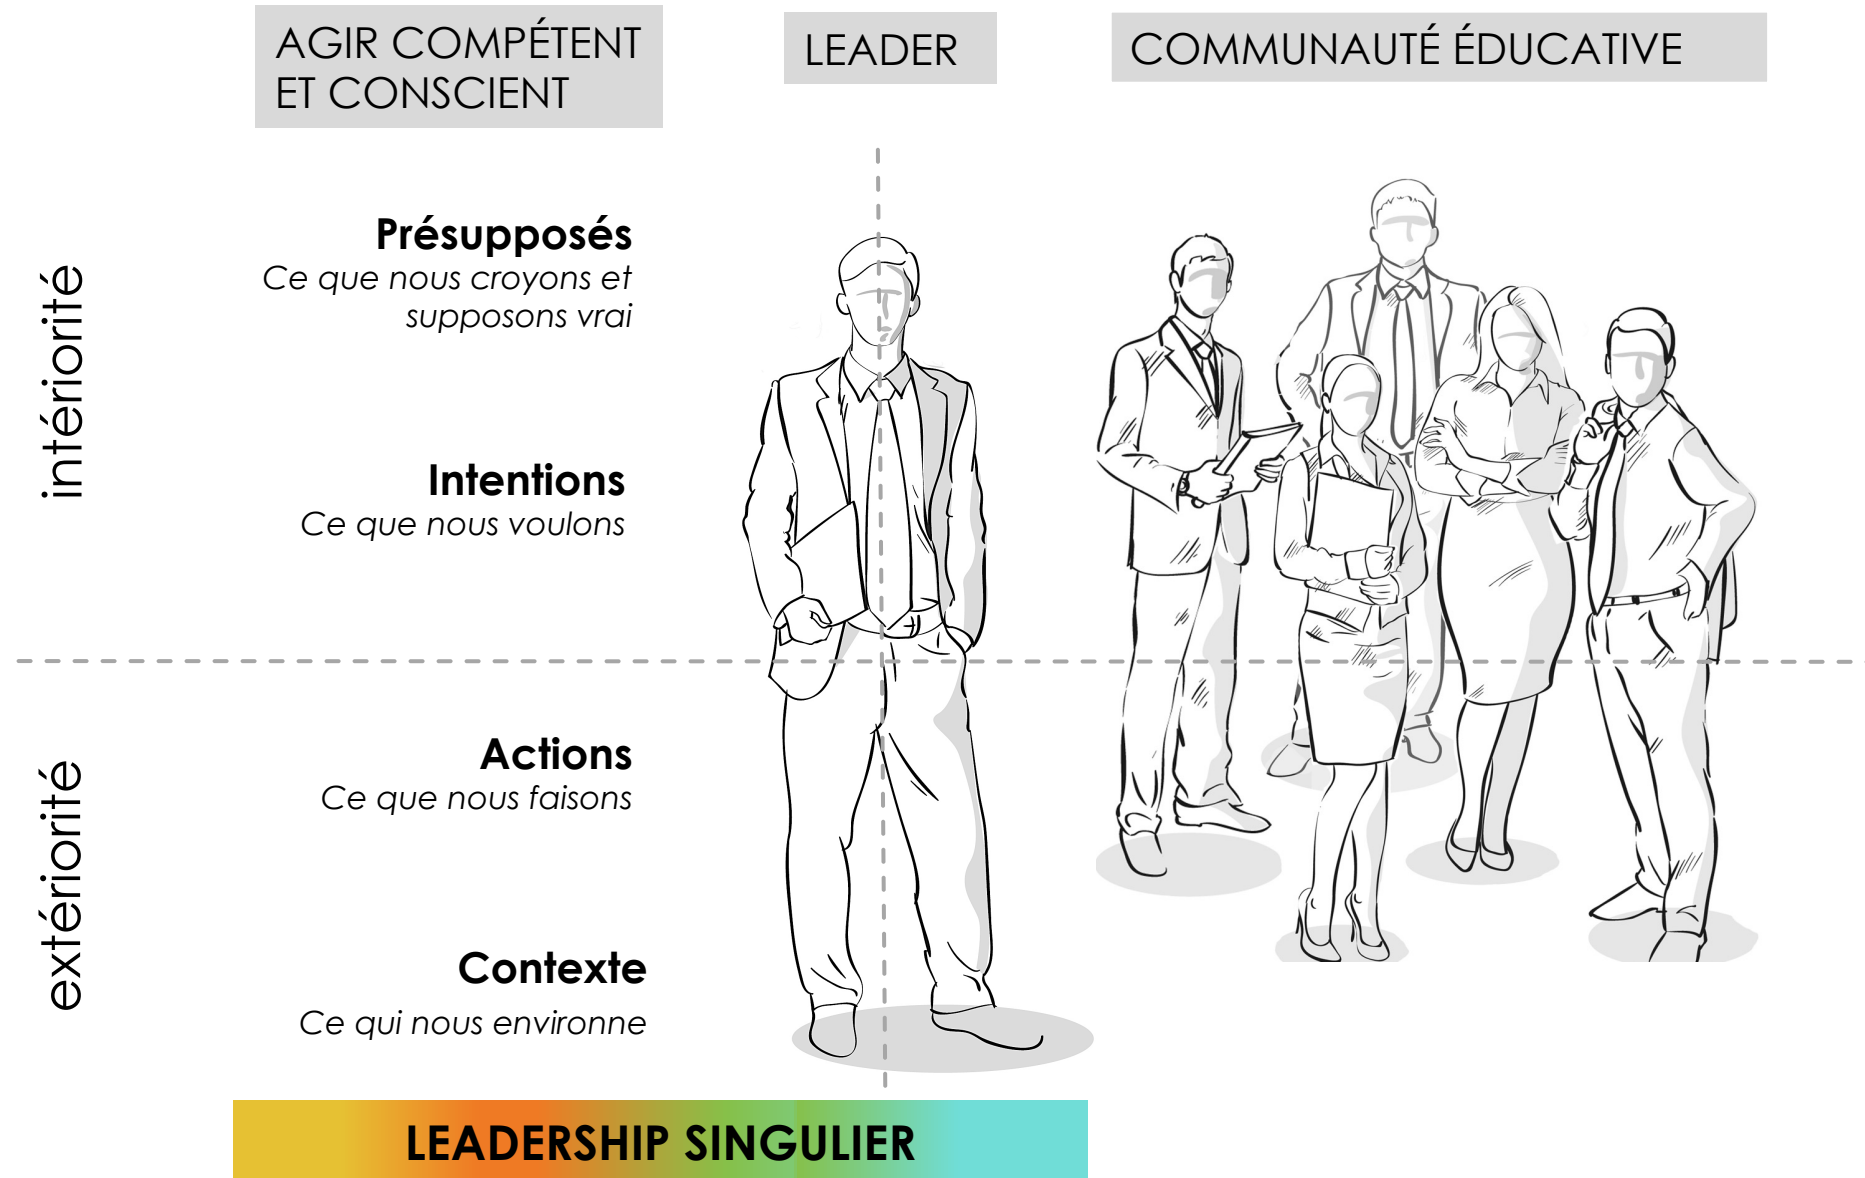 AGIR COMPÉTENT
ET CONSCIENT
LEADER
COMMUNAUTÉ ÉDUCATIVE
intériorité
Présupposés
Ce que nous croyons et
supposons vrai
Intentions
Ce que nous voulons
extériorité
Actions
Ce que nous faisons
Contexte
Ce qui nous environne
LEADERSHIP SINGULIER